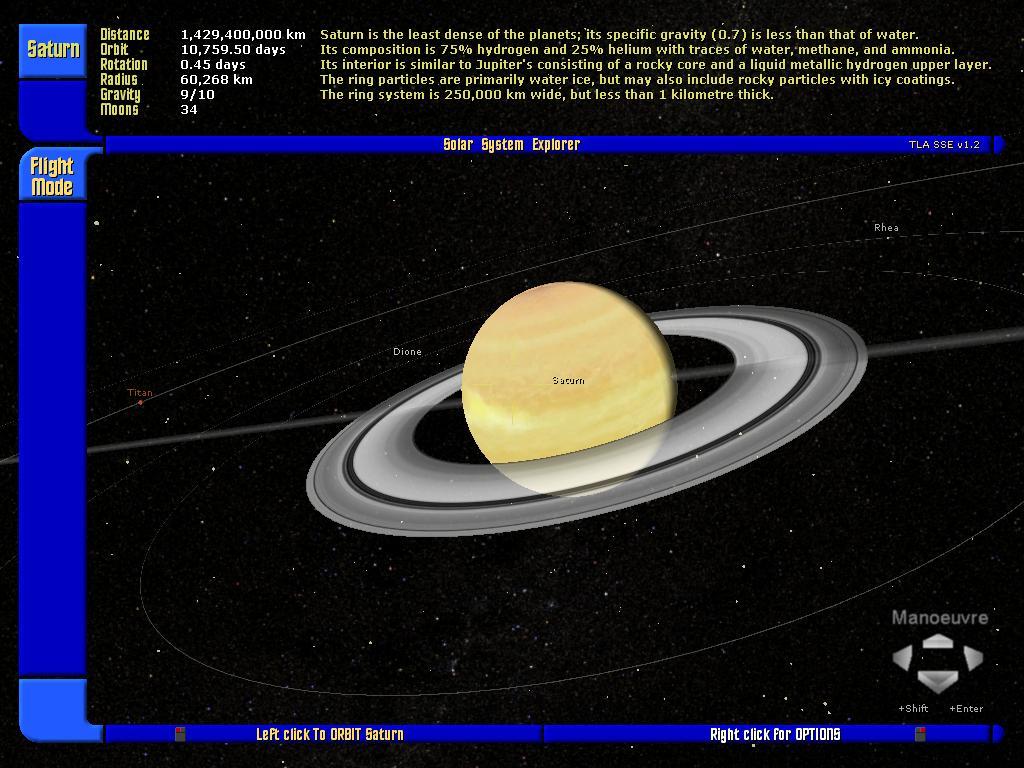 Saturn
Distance 1,429,400,000 km Saturn is the least dense of the planets; its specific gravity (0.7) is less than that of water.
Orbit 10,759.50 days Its composition is 75% hydrogen and 25% helium with traces of water, methane, and ammonia.
Rotation 0.45 days Its interior is similar to Jupiter's consisting of a rocky core and a liquid metallic hydrogen upper layer.
Radius 60,268 km The ring particles are primarily water ice, but may also include rocky particles with icy coatings.
Gravity 9/10 The ring system is 250,000 km wide, but less than 1 kilometre thick.
Moons 34
Solar System Explorer TLA SSE v1.2
Flight
Mode
Rhea
Dione
Saturn
Titan
Manoeuvre
+Shift +Enter
Left click To ORBIT Saturn Right click for OPTIONS